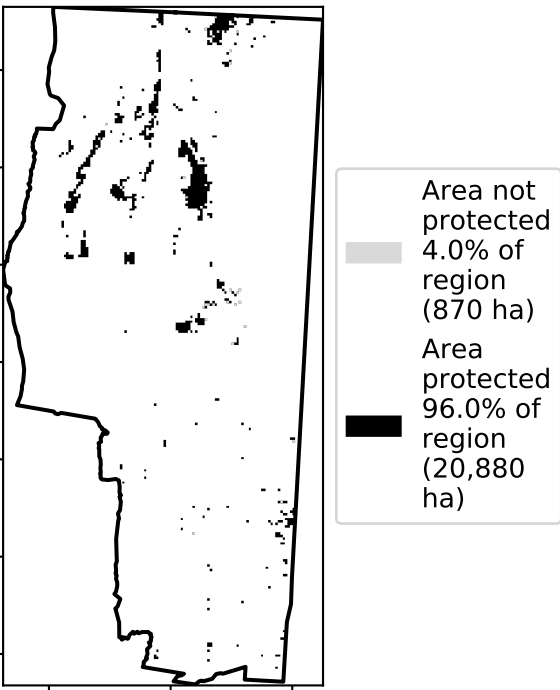 Area not
protected
4.0% of
region
(870 ha)
Area
protected
96.0% of
region
(20,880
ha)